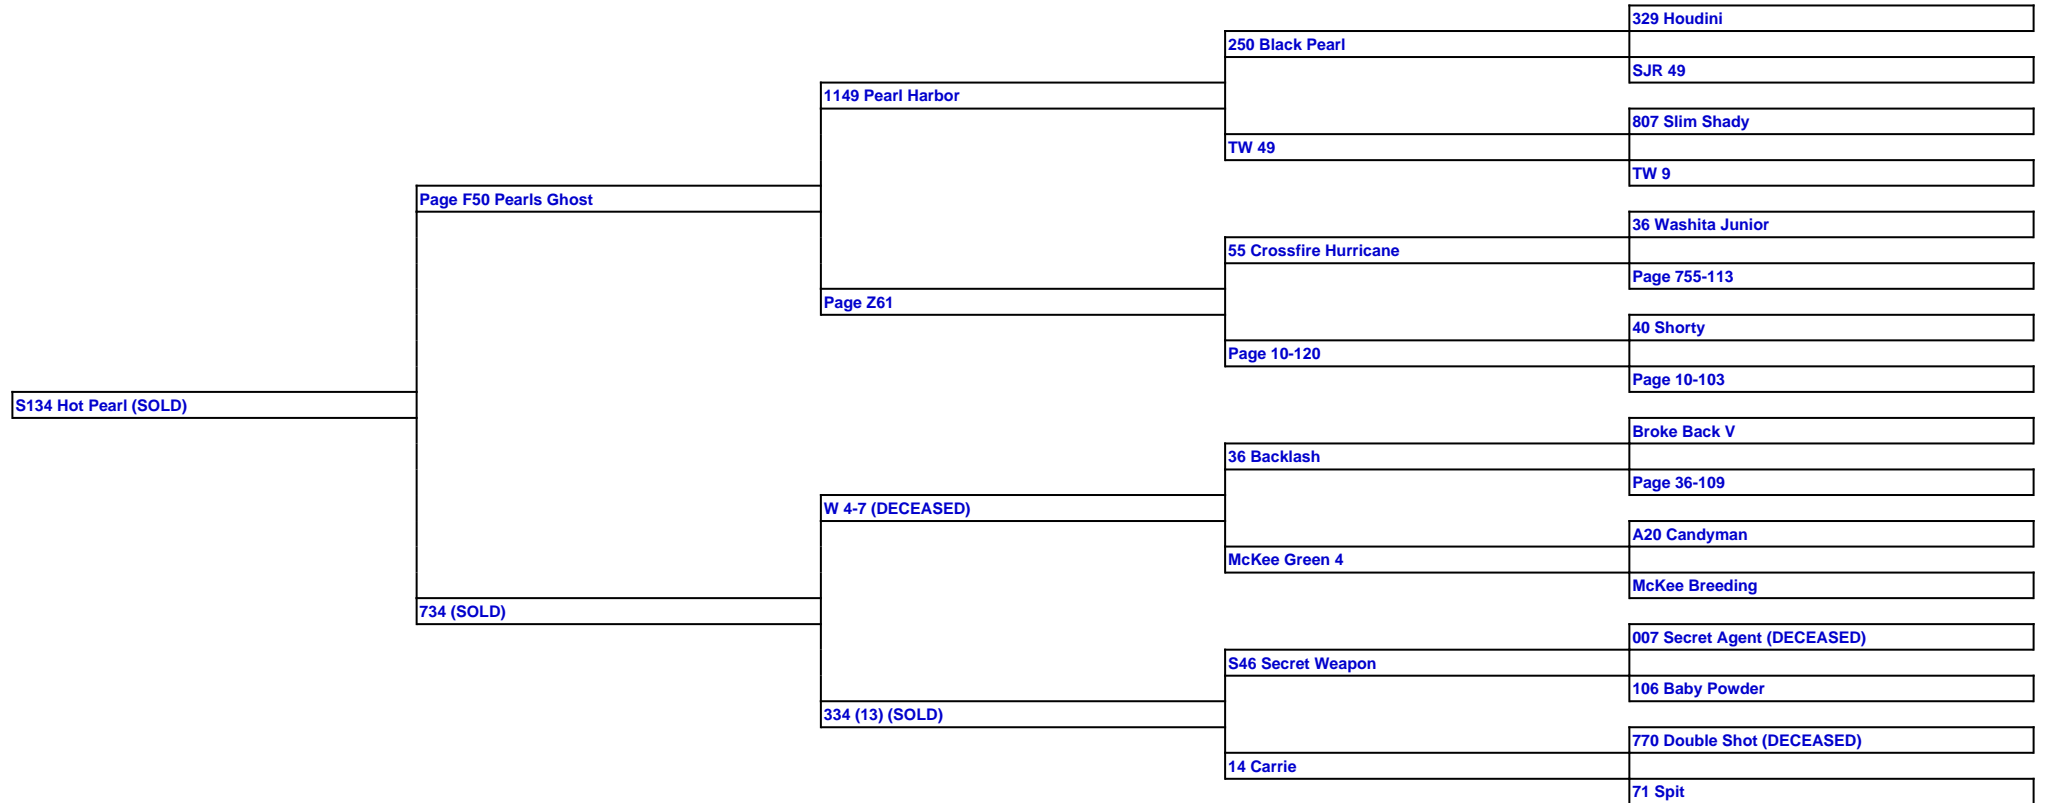 329 Houdini
250 Black Pearl
SJR 49
1149 Pearl Harbor
807 Slim Shady
TW 49
TW 9
Page F50 Pearls Ghost
36 Washita Junior
55 Crossfire Hurricane
Page 755-113
Page Z61
40 Shorty
Page 10-120
Page 10-103
S134 Hot Pearl (SOLD)
Broke Back V
36 Backlash
Page 36-109
W 4-7 (DECEASED)
A20 Candyman
McKee Green 4
McKee Breeding
734 (SOLD)
007 Secret Agent (DECEASED)
S46 Secret Weapon
106 Baby Powder
334 (13) (SOLD)
770 Double Shot (DECEASED)
14 Carrie
71 Spit